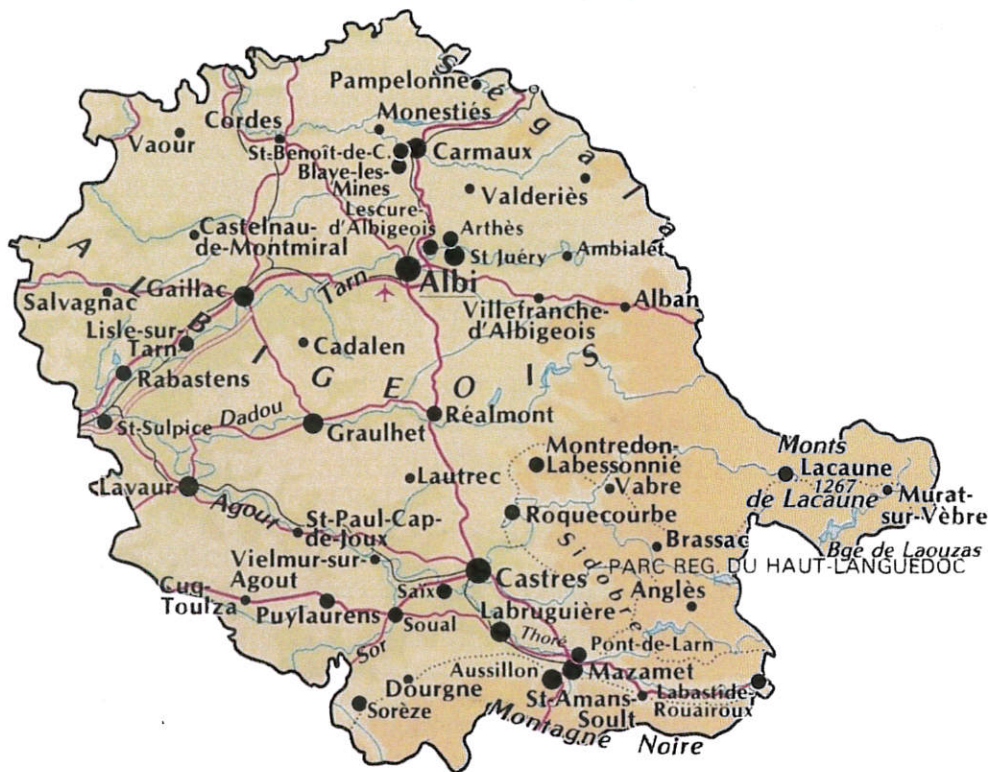 Ségala
Pampelonne
Monestiés
Cordes
Vaour
St-Benoît-de-C.
Carmaux
Blaye-les-
Mines
Valderiès
Lescure-
d'Albigeois
Arthès
Castelnau-
de-Montmiral
St Juéry
Ambialet
ALBIGEOIS
Albi
Tarn
Salvagnac
Gaillac
Villefranche-
d'Albigeois
Alban
Lisle-sur-
Tarn
Cadalen
Rabastens
Dadou
Réalmont
St-Sulpice
Graulhet
Montredon-
Labessonnié
Monts
de Lacaune
Lacaune
1267
Lautrec
Vabre
Lavaur
Murat-
sur-Vèbre
Agout
Roquecourbe
St-Paul-Cap-
de-Joux
Sidobre
Brassac
Bge de Laouzas
Vielmur-sur-
Agout
PARC REG. DU HAUT-LANGUEDOC
Castres
Cuq-
Toulza
Saïx
Anglès
Puylaurens
Labruguière
Soual
Thoré
Sor
Pont-de-Larn
Aussillon
Mazamet
Dourgne
St-Amans-
Soult
Labastide-
Rouairoux
Sorèze
Montagne Noire